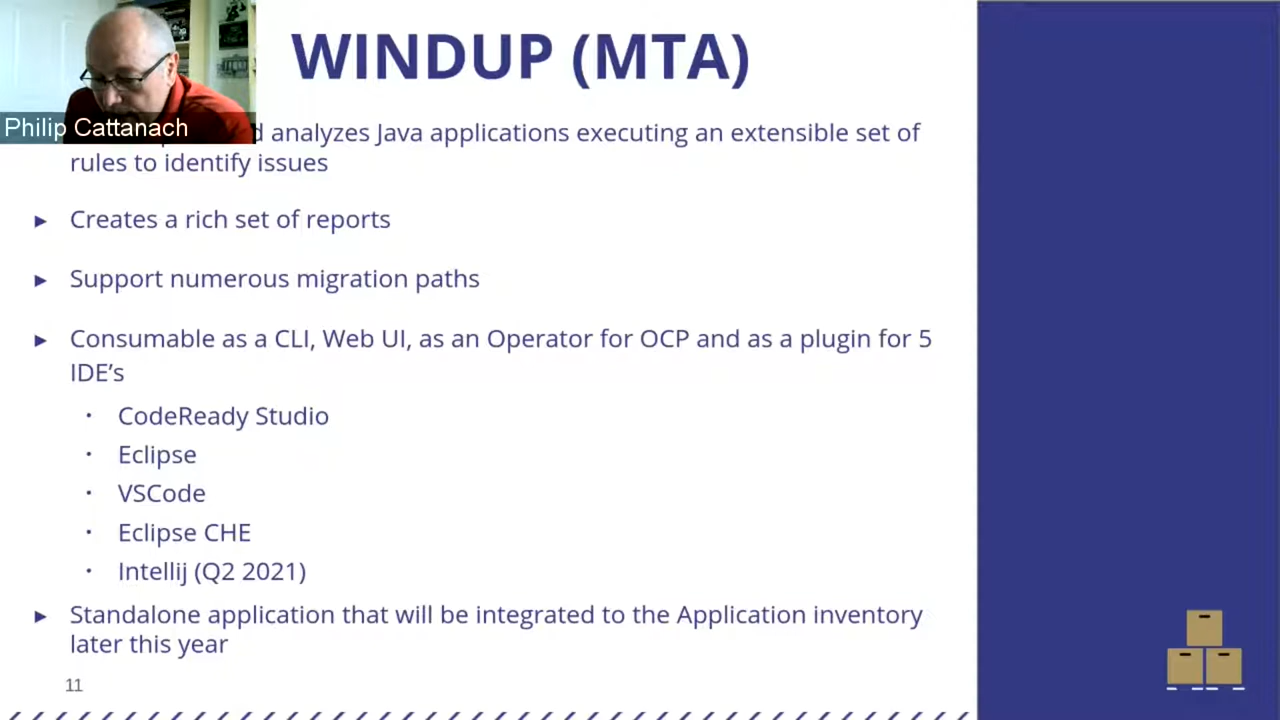 WINDUP (MTA)
Philip Cattanach
analyzes Java applications executing an extensible set of
rules to identify issues
► Creates a rich set of reports
► Support numerous migration paths
► Consumable as a CLI, Web UI, as an Operator for OCP and as a plugin for 5
IDE’s
• CodeReady Studio
• Eclipse
• VSCode
• Eclipse CHE
• Intellij (Q2 2021)
► Standalone application that will be integrated to the Application inventory
later this year
11